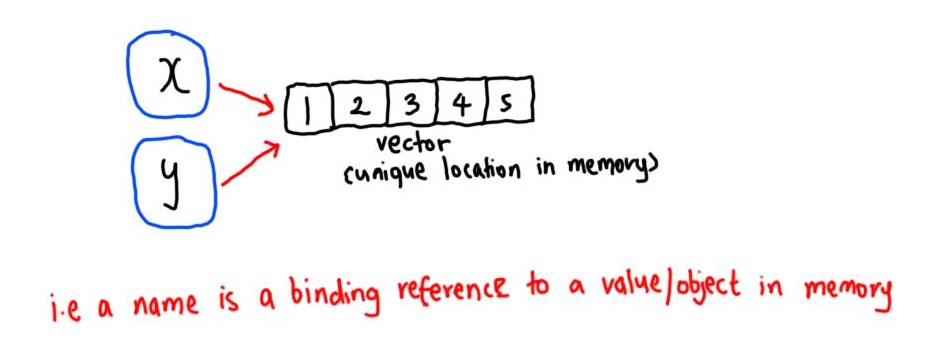 x
1 2 3 4 5
y
vector
(unique location in memory)
i.e a name is a binding reference to a value/object in memory